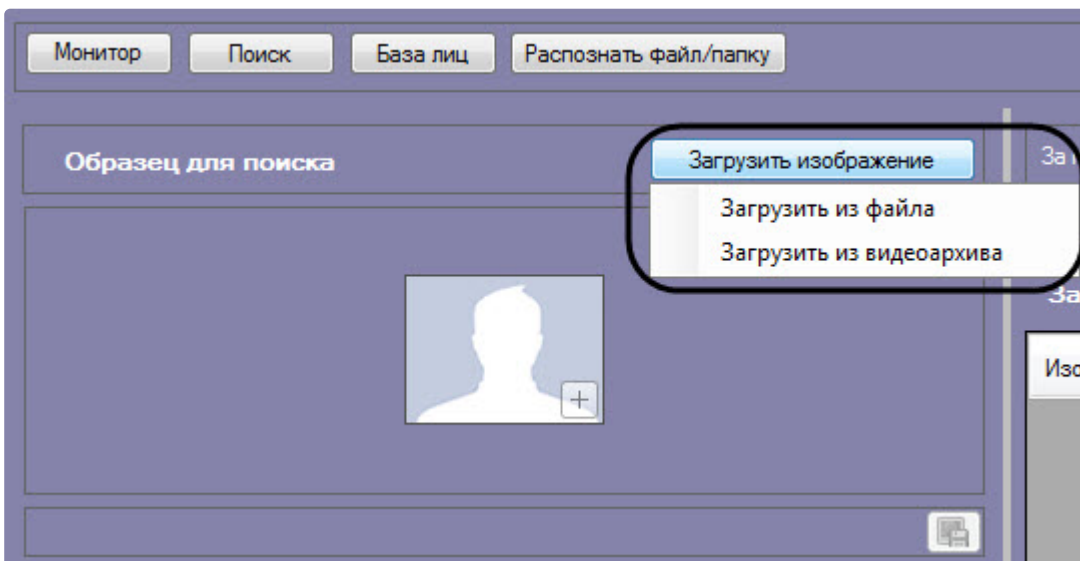 Монитор Поиск База лиц Распознать файл/папку
Образец для поиска
Загрузить изображение
Загрузить из файла
Загрузить из видеоархива